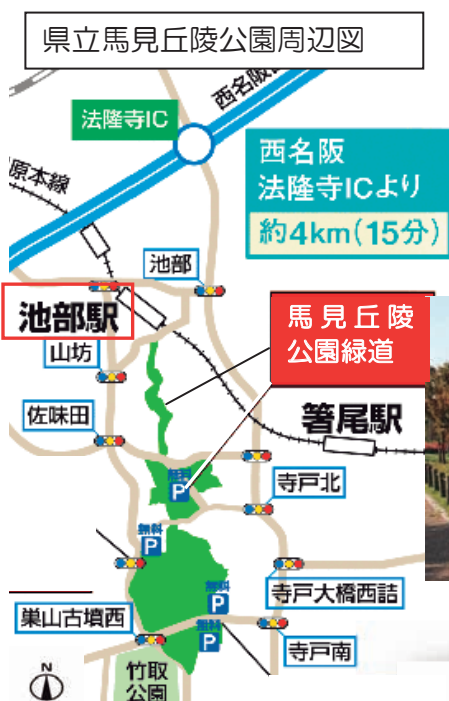 県立馬見丘陵公園周辺図
西名阪
法隆寺IC
西名阪
法隆寺ICより
約4km(15分)
原本線
池部
池部駅
馬見丘陵
公園緑道
山坊
佐味田
箸尾駅
無料
P
寺戸北
無料
P
寺戸大橋西詰
無料
P
巣山古墳西
無料
P
寺戸南
N
竹取
公園